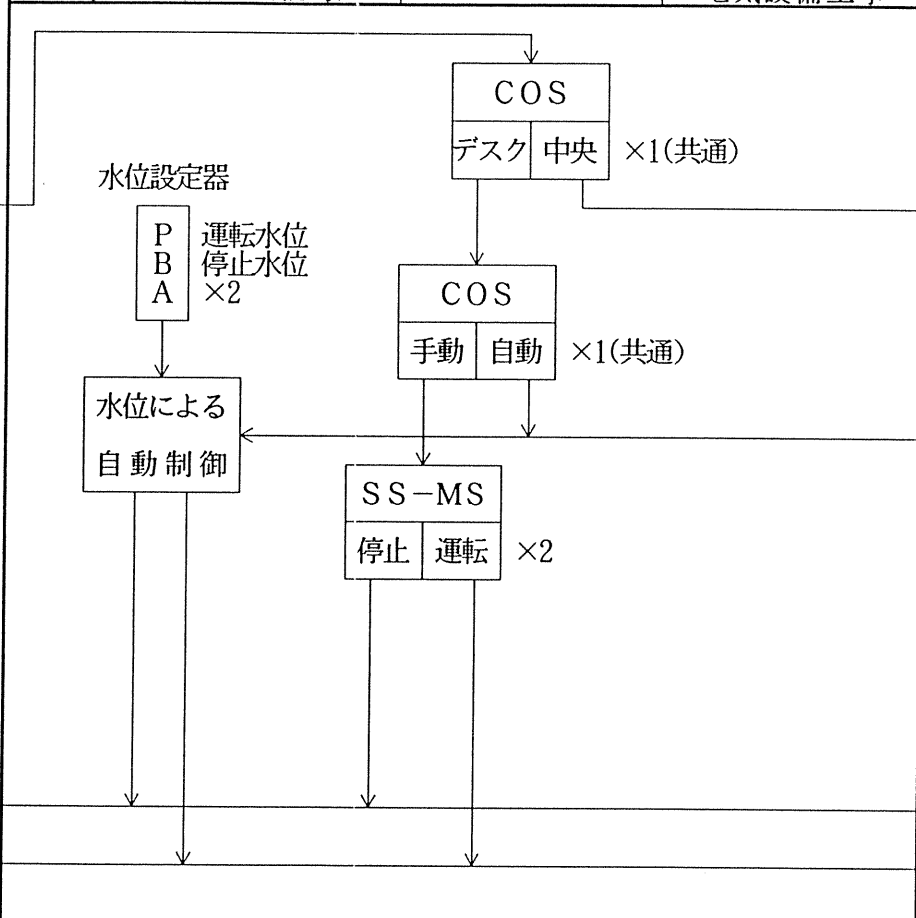 COS
デスク 中央 ×1(共通)
水位設定器
P 運転水位
B 停止水位
A ×2
COS
手動 自動 ×1(共通)
水位による
自動制御
SS-MS
停止 運転 ×2